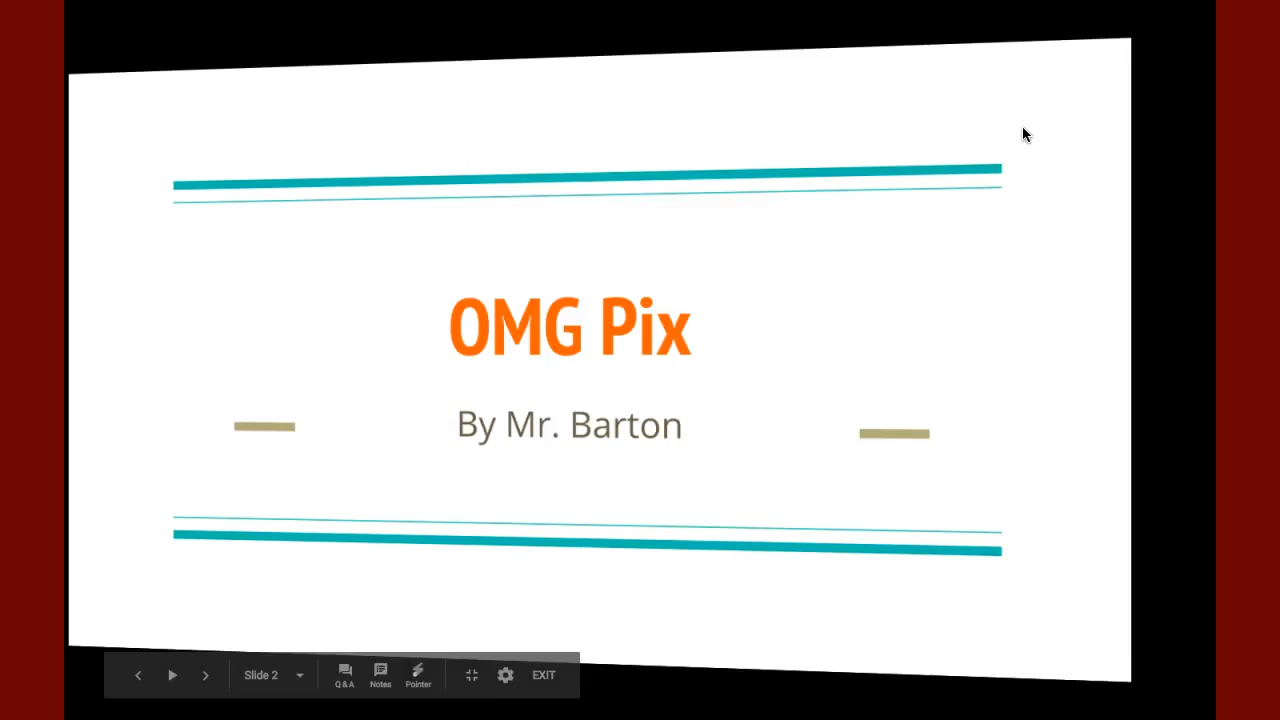 OMG Pix
By Mr. Barton
Slide 2
Q & A
Notes
Pointer
EXIT